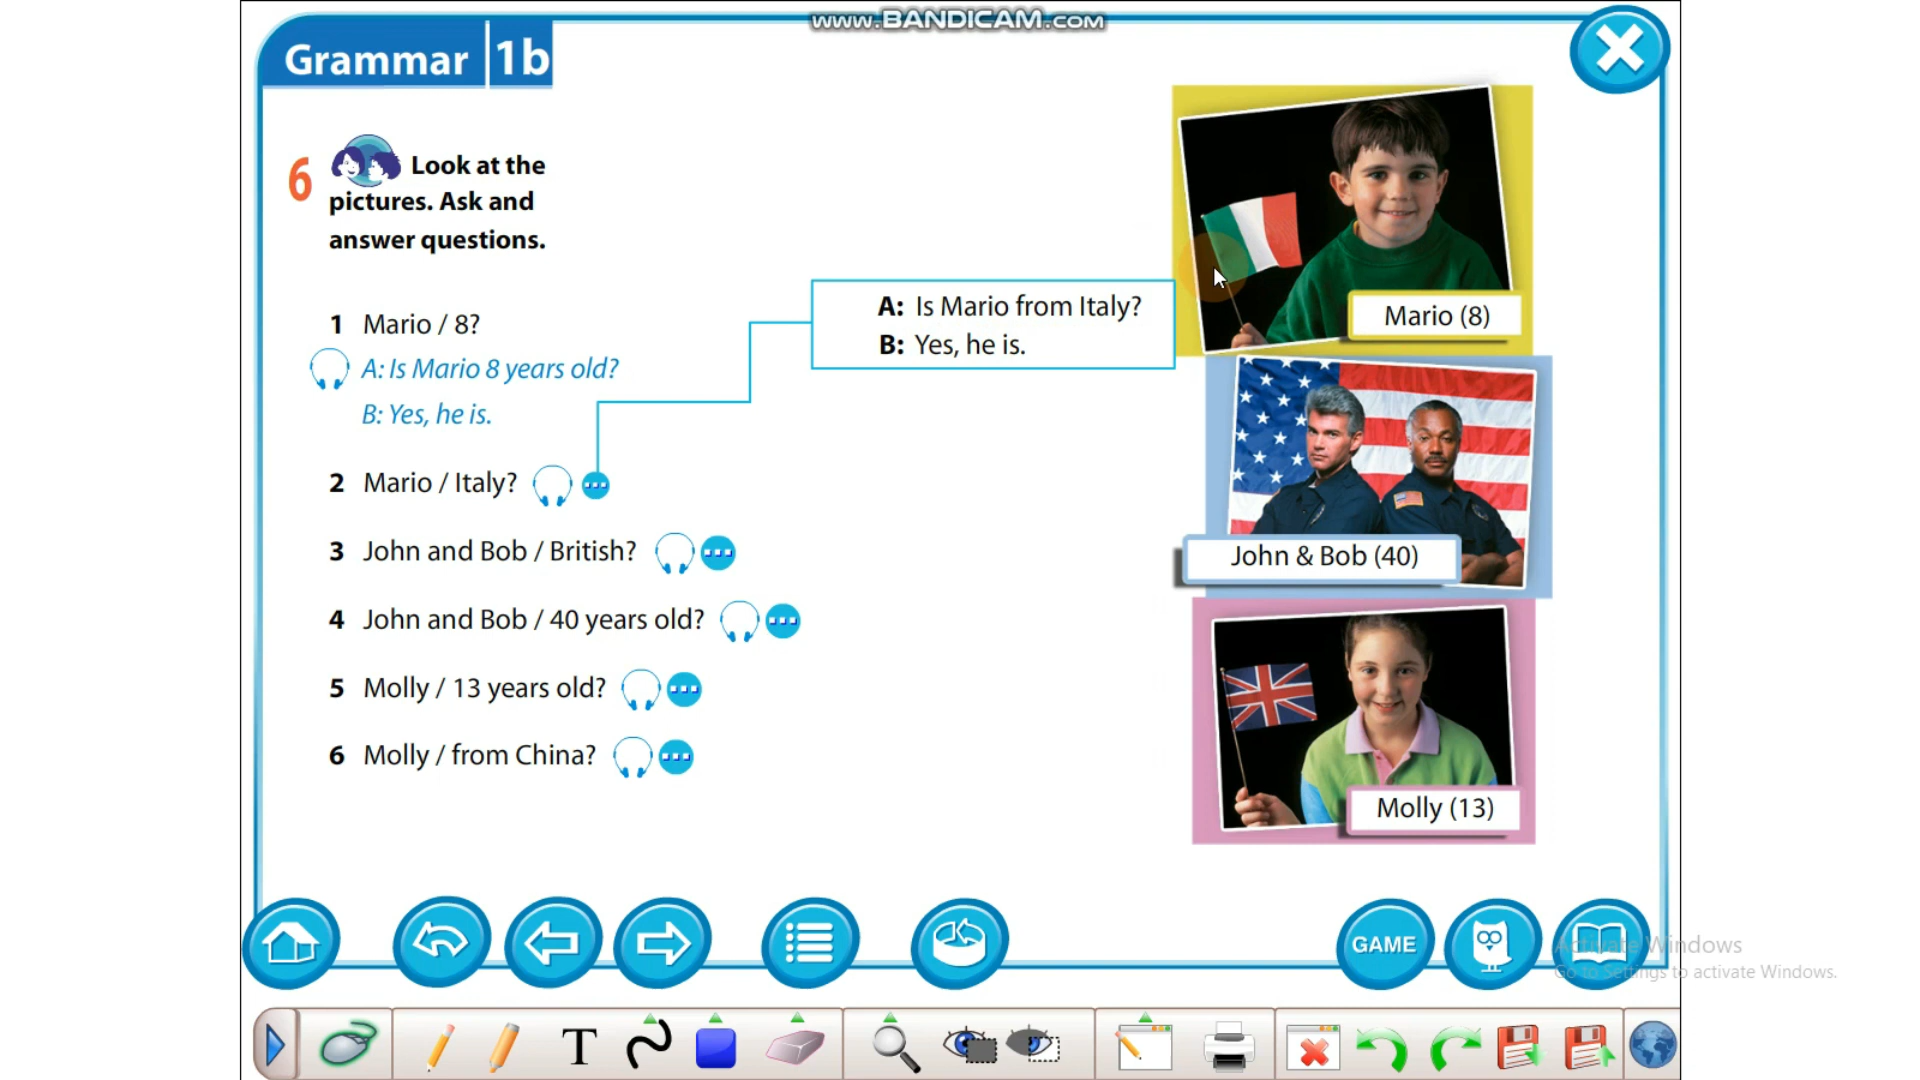 www.BANDICAM.com
Grammar 1b
6 Look at the
pictures. Ask and
answer questions.
1 Mario / 8?
A: Is Mario 8 years old?
B: Yes, he is.
2 Mario / Italy?
3 John and Bob / British?
4 John and Bob / 40 years old?
5 Molly / 13 years old?
6 Molly / from China?
A: Is Mario from Italy?
B: Yes, he is.
Mario (8)
John & Bob (40)
Molly (13)
GAME
Activate Windows
Go to Settings to activate Windows.
T